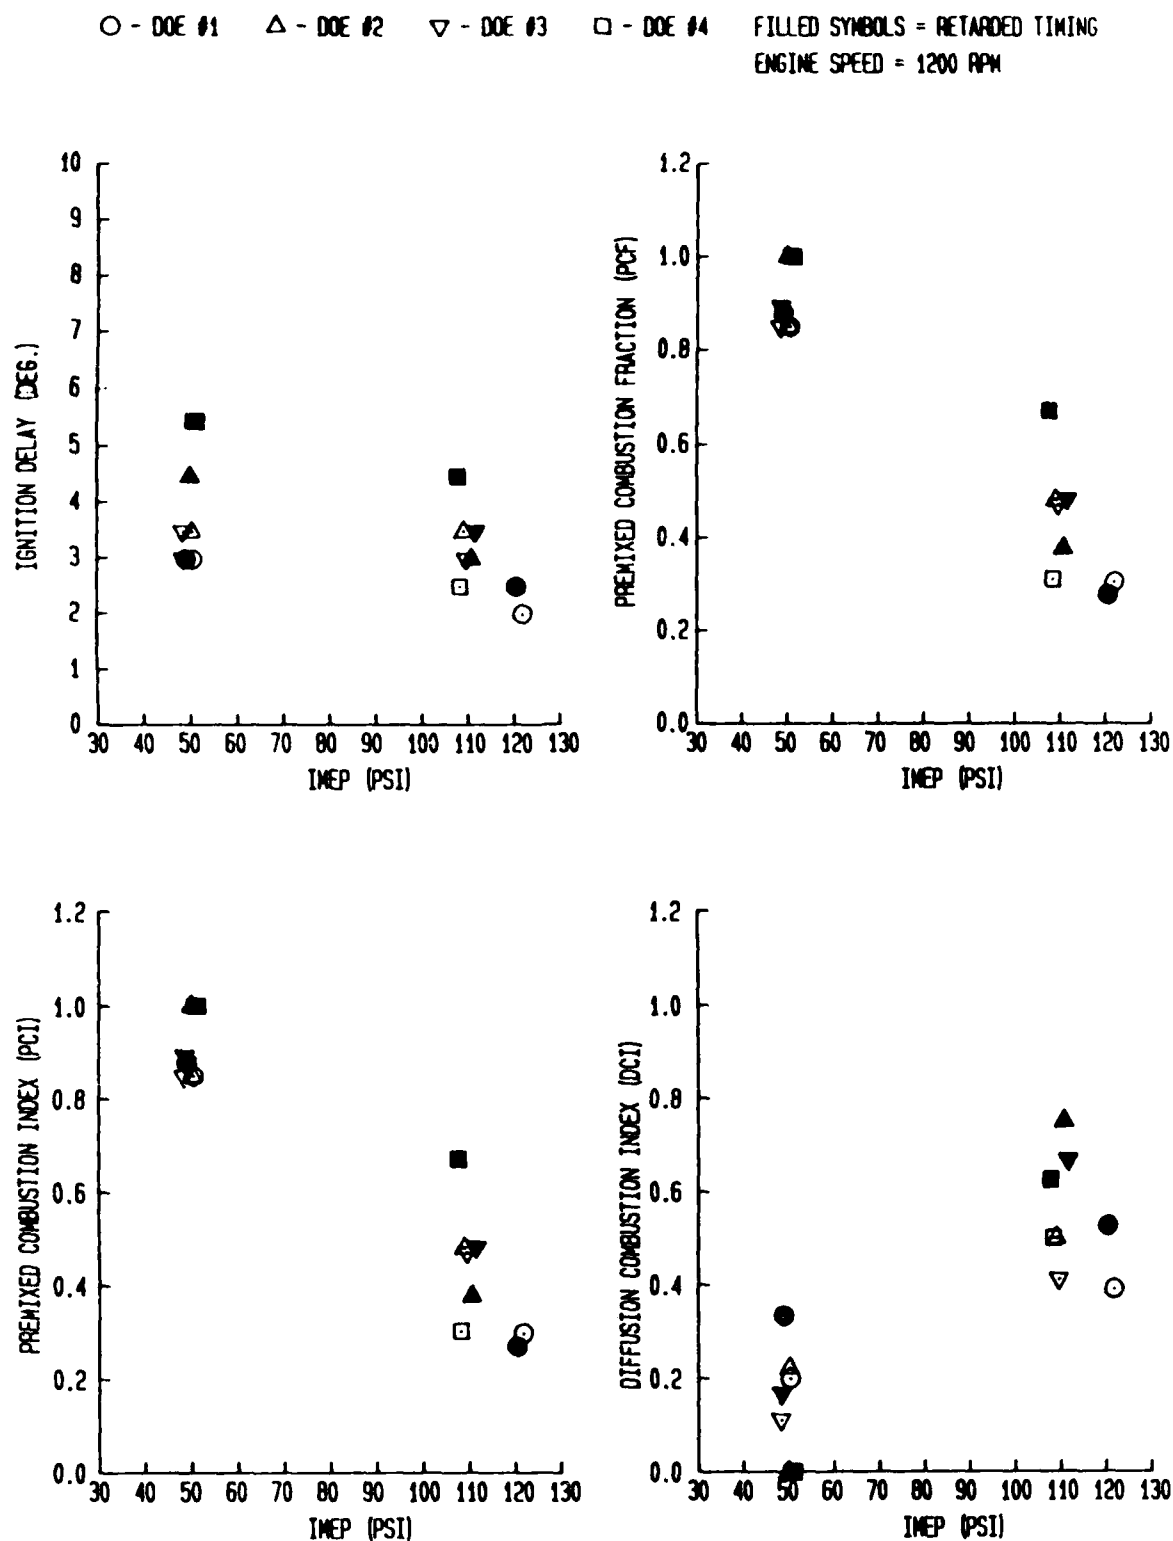 ○ - DOE #1 △ - DOE #2 ▽ - DOE #3 □ - DOE #4 FILLED SYMBOLS = RETARDED TIMING
ENGINE SPEED = 1200 RPM
10
9
8
7
6
5
4
3
2
1
0
IGNITION DELAY (DEG.)
30 40 50 60 70 80 90 100 110 120 130
IMEP (PSI)
1.2
1.0
0.8
0.6
0.4
0.2
0.0
PREMIXED COMBUSTION FRACTION (PCF)
30 40 50 60 70 80 90 100 110 120 130
IMEP (PSI)
1.2
1.0
0.8
0.6
0.4
0.2
0.0
PREMIXED COMBUSTION INDEX (PCI)
30 40 50 60 70 80 90 100 110 120 130
IMEP (PSI)
1.2
1.0
0.8
0.6
0.4
0.2
0.0
DIFFUSION COMBUSTION INDEX (DCI)
30 40 50 60 70 80 90 100 110 120 130
IMEP (PSI)